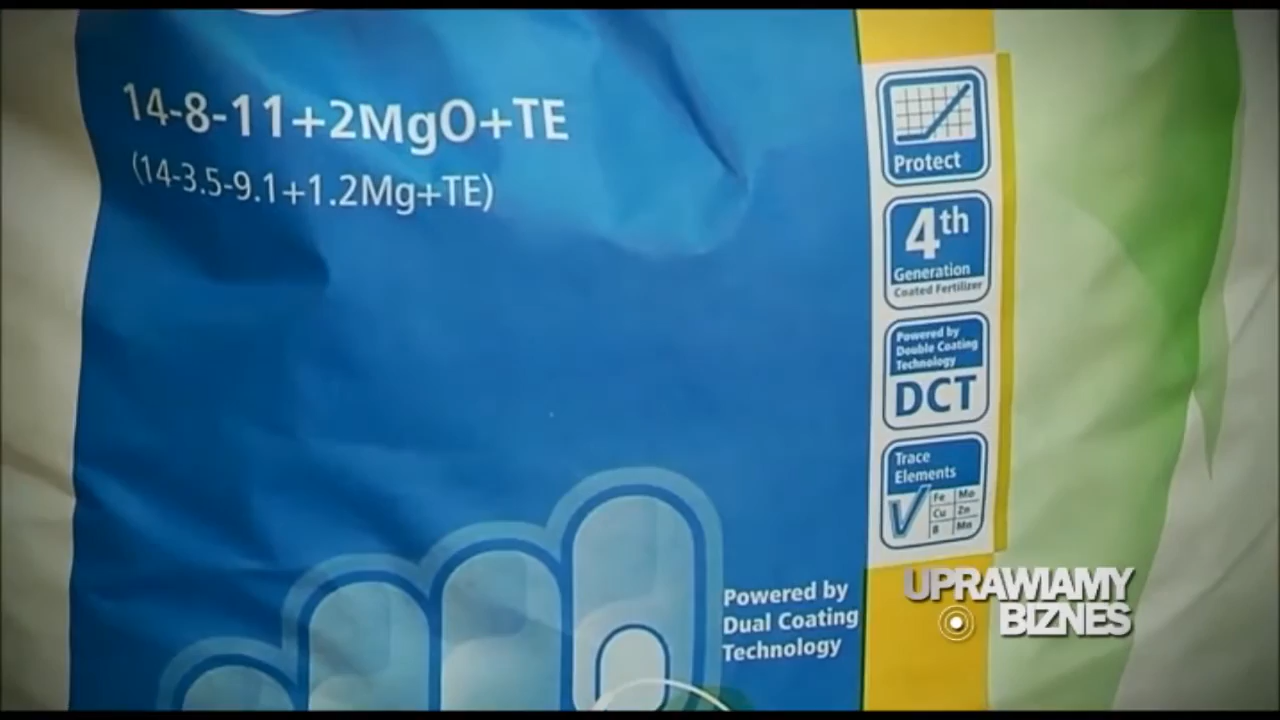 14-8-11+2MgO+TE
(14-3.5-9.1+1.2Mg+TE)
Protect
4th
Generation
Coated Fertilizer
Powered by
Double Coating
Technology
DCT
Trace
Elements
Fe Mo
Cu Zn
B Mn
Powered by
Dual Coating
Technology
UPRAWIAMY
BIZNES